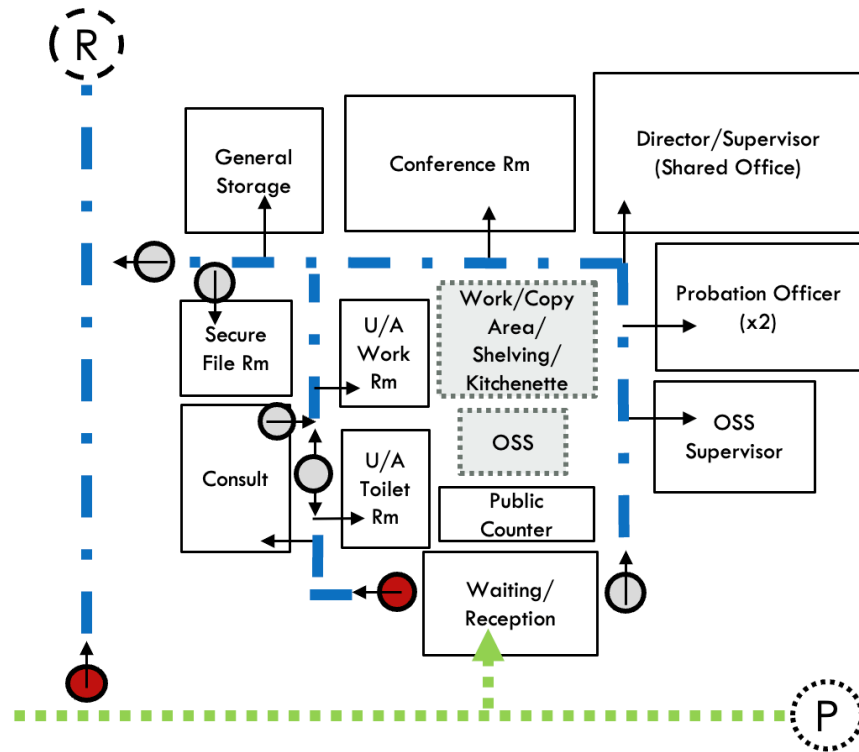 R
General
Storage
Conference Rm
Director/Supervisor
(Shared Office)
Probation Officer
(x2)
Secure
File Rm
U/A
Work
Rm
Work/Copy
Area/
Shelving/
Kitchenette
OSS
OSS
Supervisor
Consult
U/A
Toilet
Rm
Public
Counter
Waiting/
Reception
P